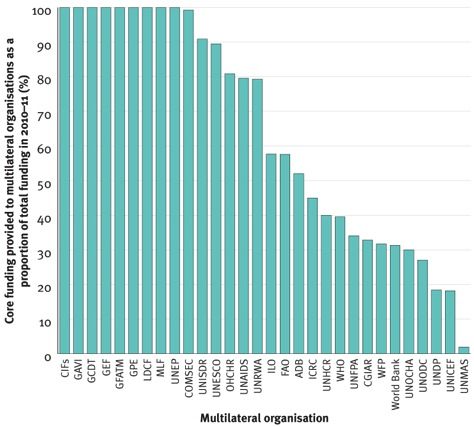 Core funding provided to multilateral organisations as a
proportion of total funding in 2010–11 (%)
100
90
80
70
60
50
40
30
20
10
0
CIFs
GAVI
GCDT
GEF
GFATM
GPE
LDCF
MLF
UNEP
COMSEC
UNISDR
UNESCO
OHCHR
UNAIDS
UNRWA
ILO
FAO
ADB
ICRC
UNHCR
WHO
UNFPA
CGIAR
WFP
World Bank
UNOCHA
UNODC
UNDP
UNICEF
UNMAS
Multilateral organisation